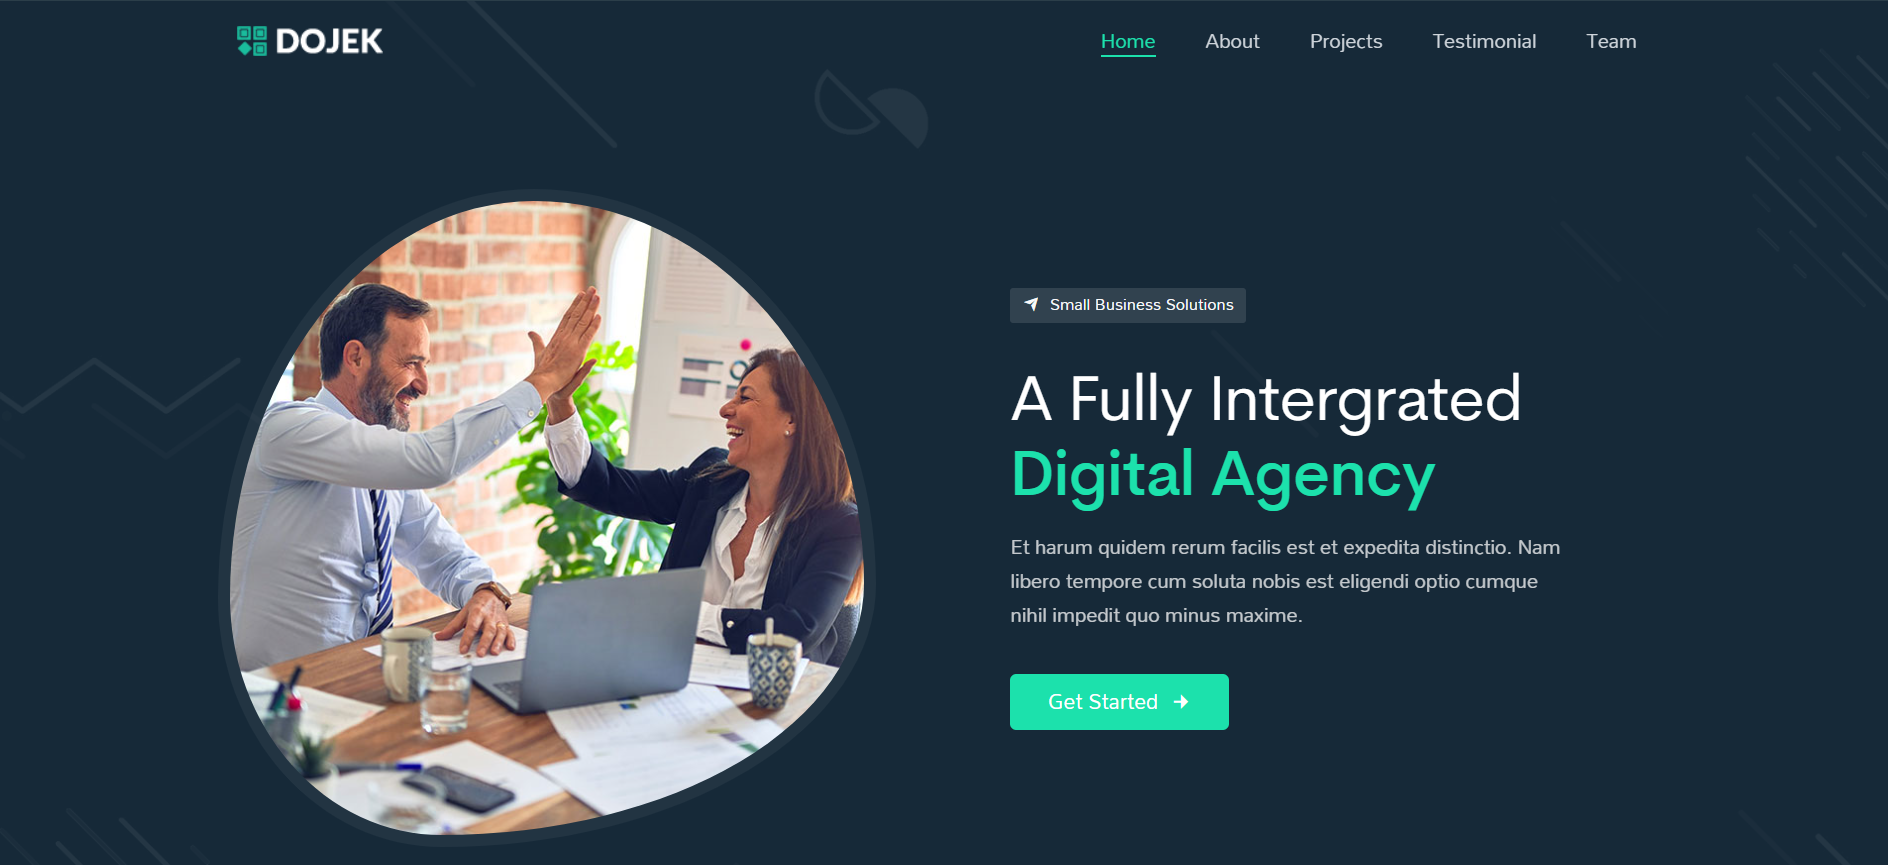 DOJEK
Home
About
Projects
Testimonial
Team
Small Business Solutions
A Fully Intergrated
Digital Agency
Et harum quidem rerum facilis est et expedita distinctio. Nam
libero tempore cum soluta nobis est eligendi optio cumque
nihil impedit quo minus maxime.
Get Started